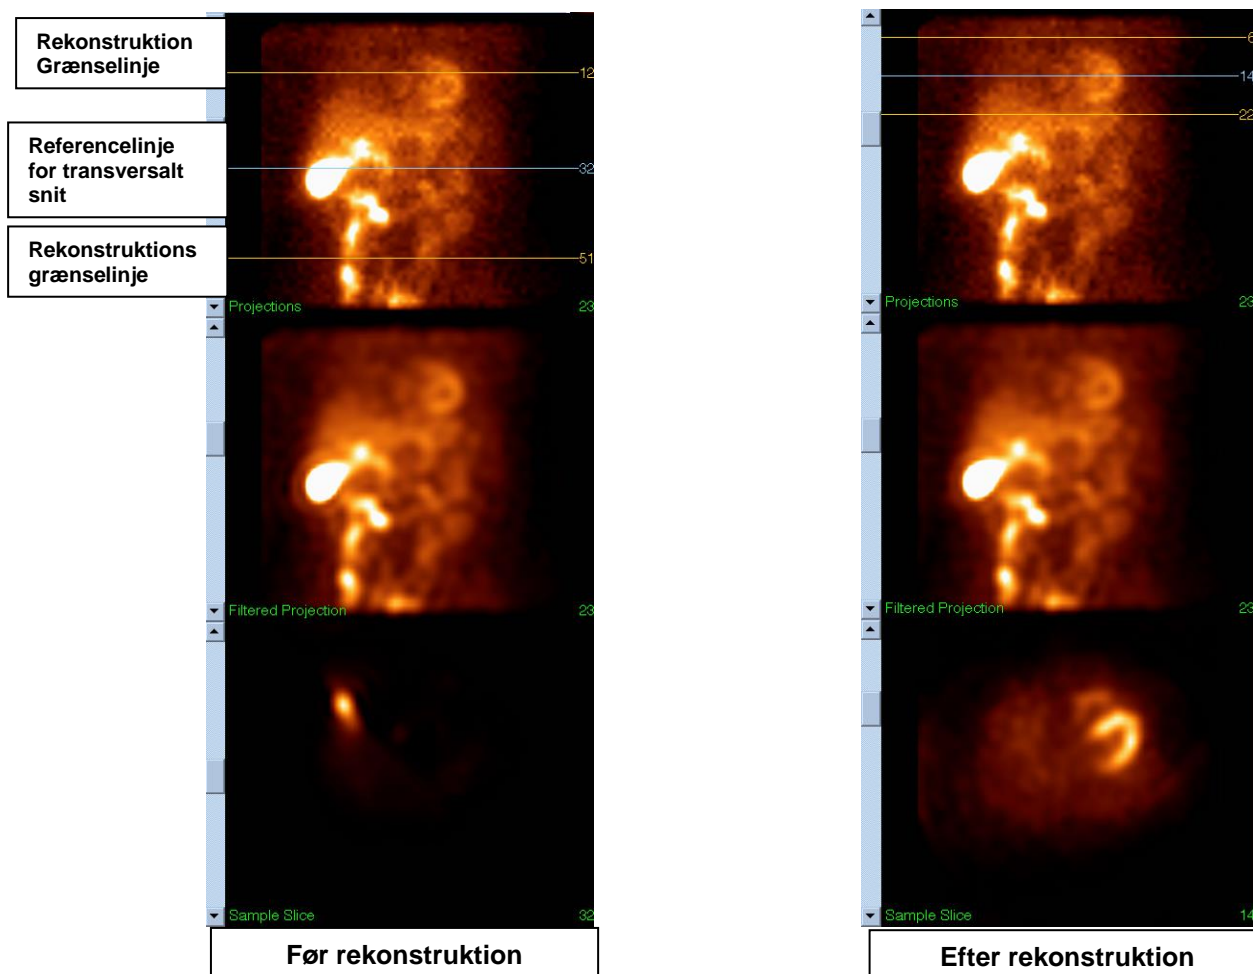 Rekonstruktion
Grænselinje
Referencelinje
for transversalt
snit
Rekonstruktions
grænselinje
12
32
51
Projections 23
Filtered Projection 23
Sample Slice 32
Før rekonstruktion
6
14
22
Projections 23
Filtered Projection 23
Sample Slice 14
Efter rekonstruktion